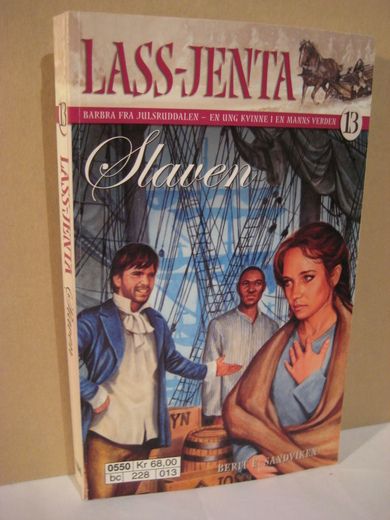 LASS-JENTA
BARBRA FRA JULSRUDDALEN – EN UNG KVINNE I EN MANNS VERDEN
13
Slaven
YN
BERIT E. SANDVIKEN
0550 Kr 68,00
bc 228 013
13
LASS-JENTA